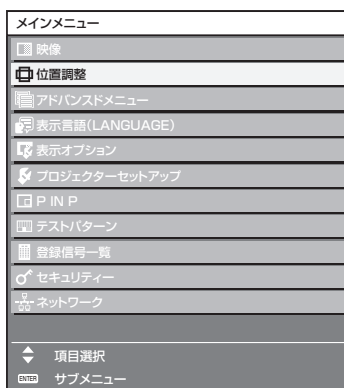 メインメニュー
映像
位置調整
アドバンスドメニュー
表示言語(LANGUAGE)
表示オプション
プロジェクターセットアップ
P IN P
テストパターン
登録信号一覧
セキュリティー
ネットワーク
項目選択
ENTER サブメニュー